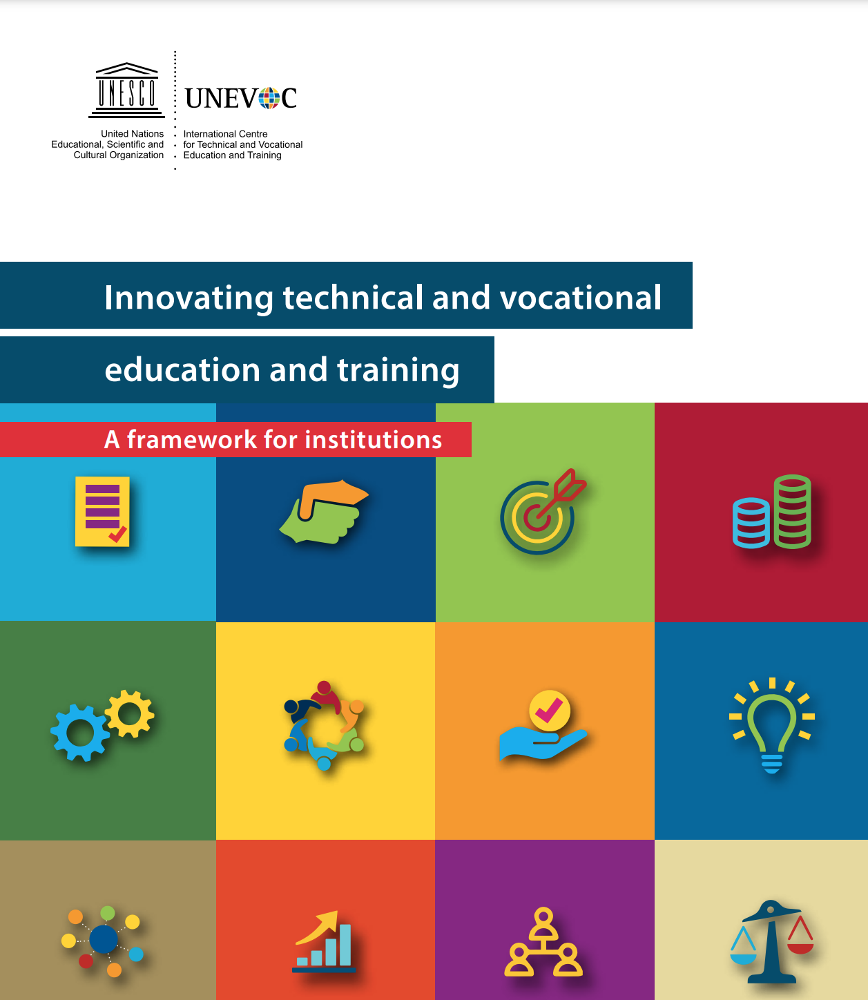 UNESCO
United Nations
Educational, Scientific and
Cultural Organization
UNEVOC
International Centre
for Technical and Vocational
Education and Training
Innovating technical and vocational
education and training
A framework for institutions